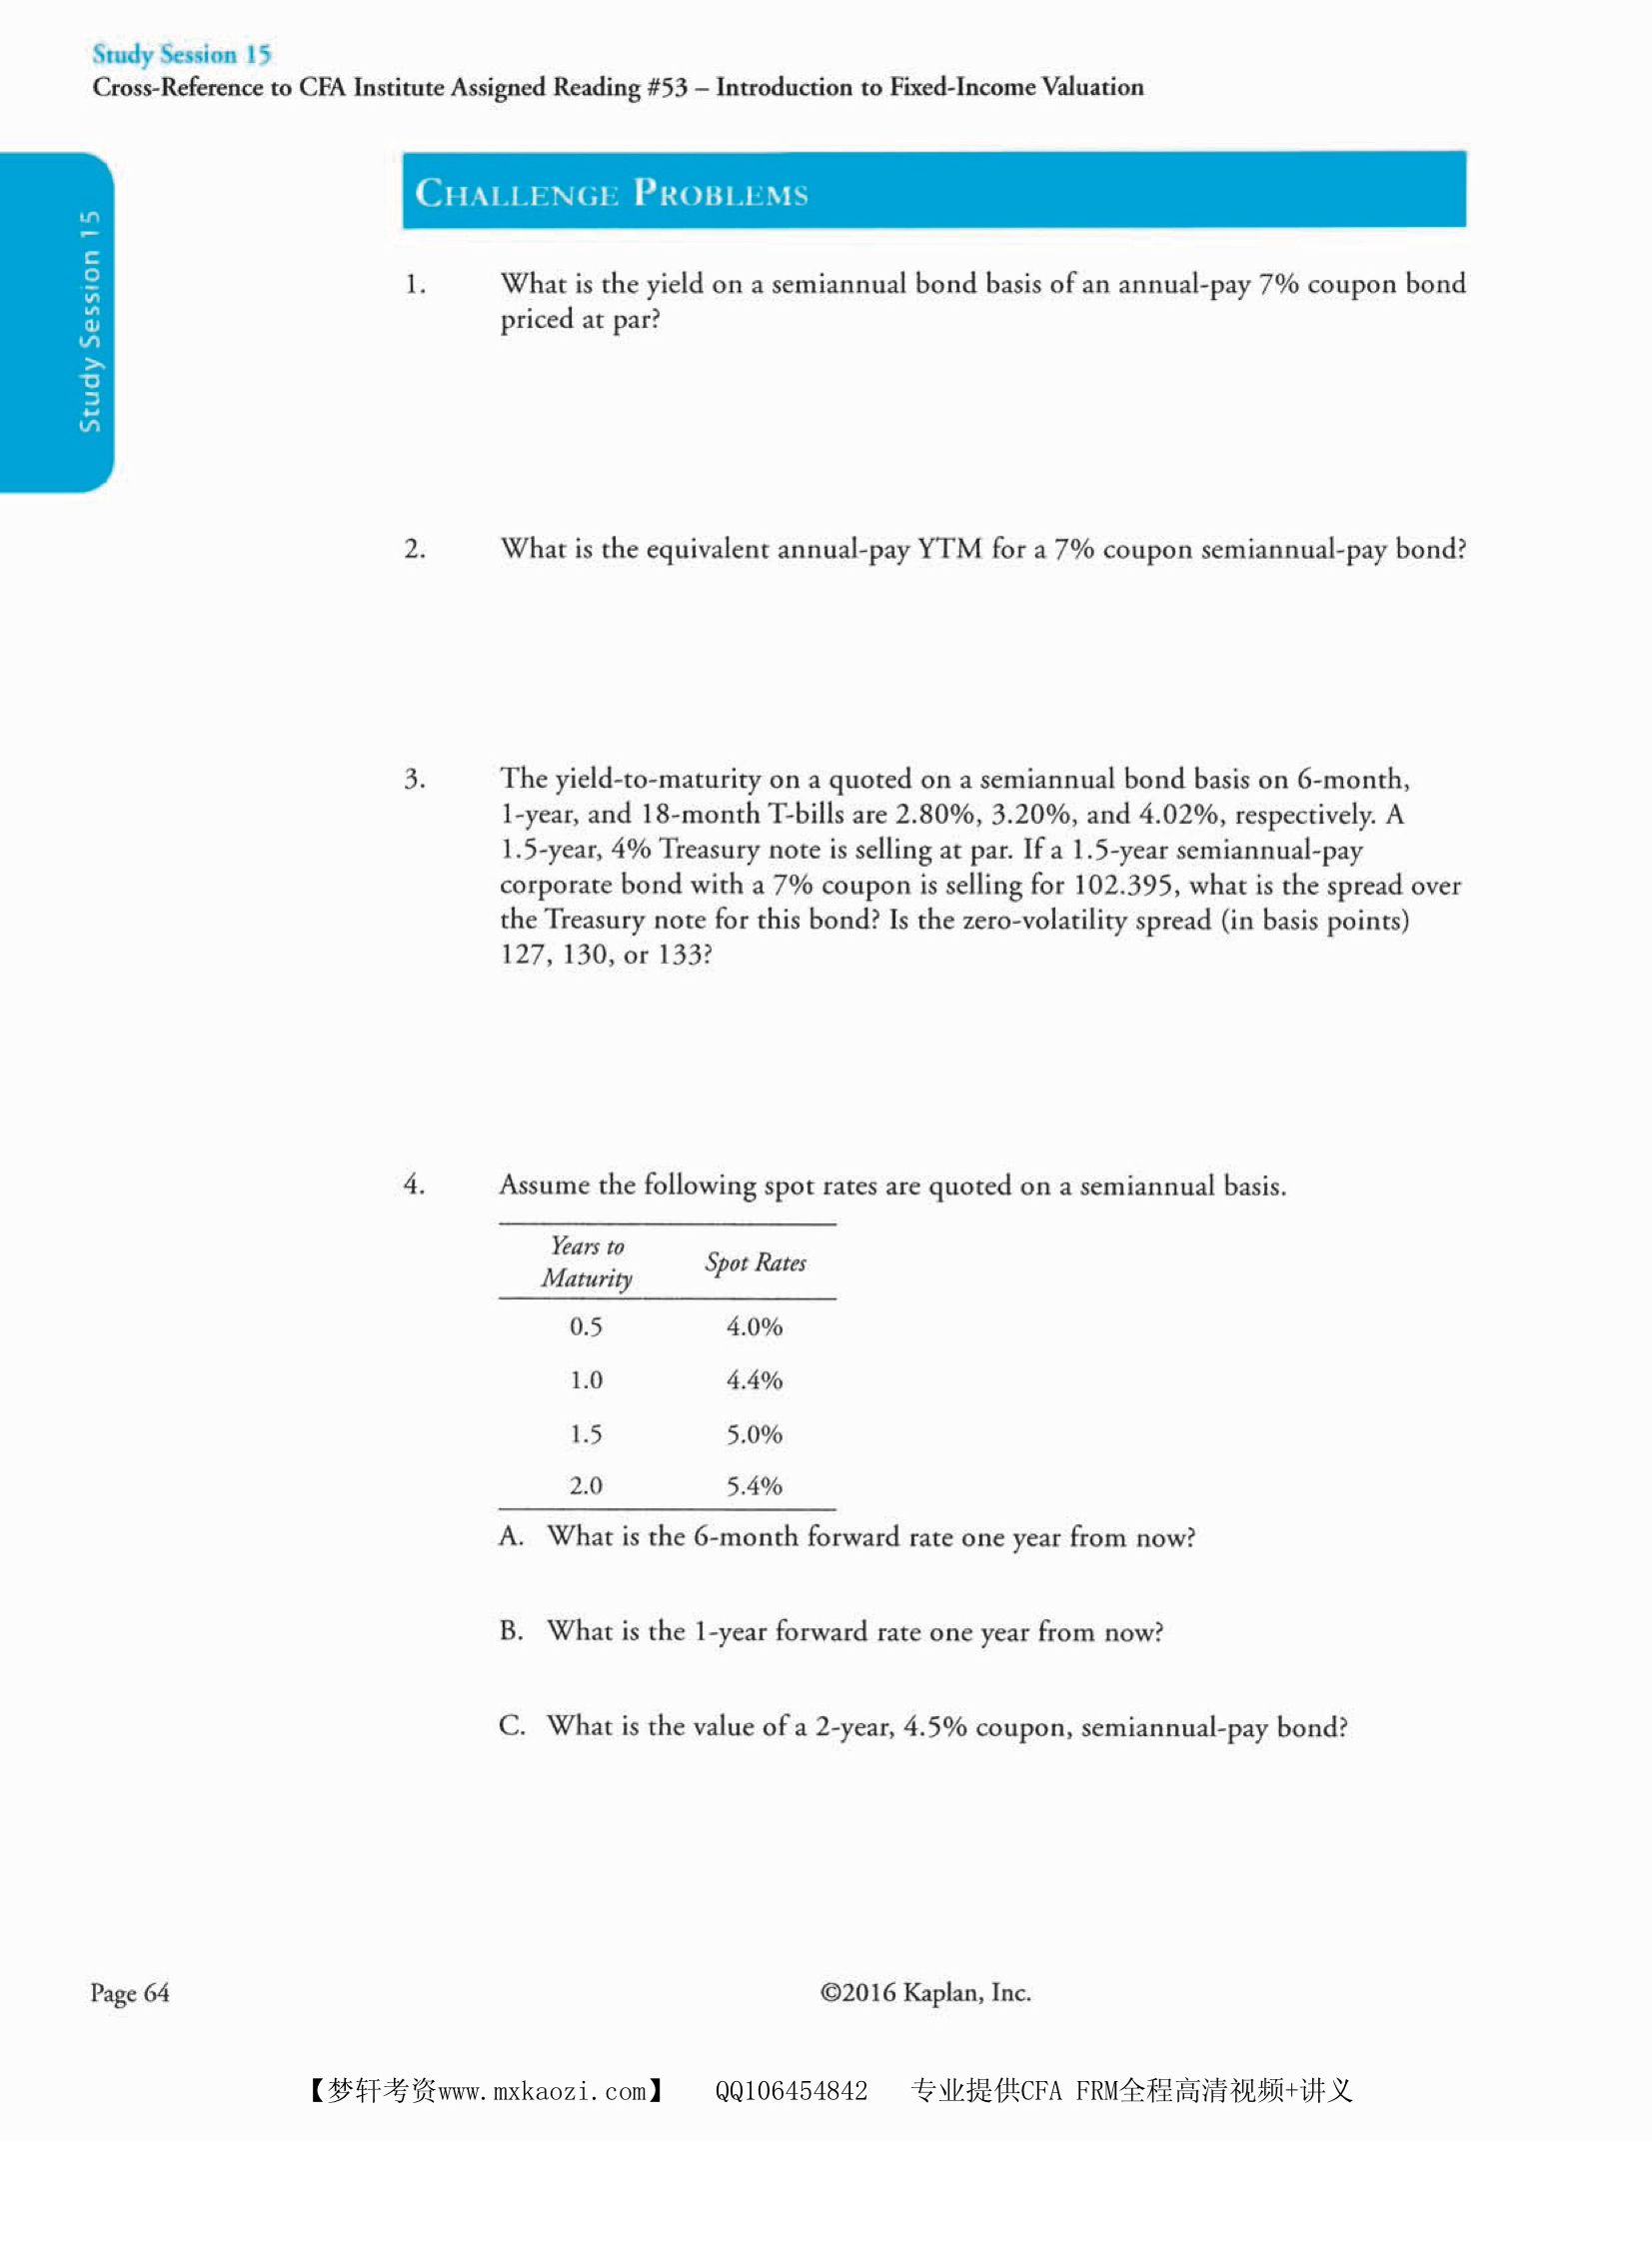 Study Session 15
Cross-Reference to CFA Institute Assigned Reading #53 – Introduction to Fixed-Income Valuation
Study Session 15
CHALLENGE PROBLEMS
1. What is the yield on a semiannual bond basis of an annual-pay 7% coupon bond
priced at par?
2. What is the equivalent annual-pay YTM for a 7% coupon semiannual-pay bond?
3. The yield-to-maturity on a quoted on a semiannual bond basis on 6-month,
1-year, and 18-month T-bills are 2.80%, 3.20%, and 4.02%, respectively. A
1.5-year, 4% Treasury note is selling at par. If a 1.5-year semiannual-pay
corporate bond with a 7% coupon is selling for 102.395, what is the spread over
the Treasury note for this bond? Is the zero-volatility spread (in basis points)
127, 130, or 133?
4. Assume the following spot rates are quoted on a semiannual basis.
Years to
Maturity Spot Rates
0.5 4.0%
1.0 4.4%
1.5 5.0%
2.0 5.4%
A. What is the 6-month forward rate one year from now?
B. What is the 1-year forward rate one year from now?
C. What is the value of a 2-year, 4.5% coupon, semiannual-pay bond?
Page 64 ©2016 Kaplan, Inc.
【梦轩考资www.mxkaozi.com】 QQ106454842 专业提供CFA FRM全程高清视频+讲义